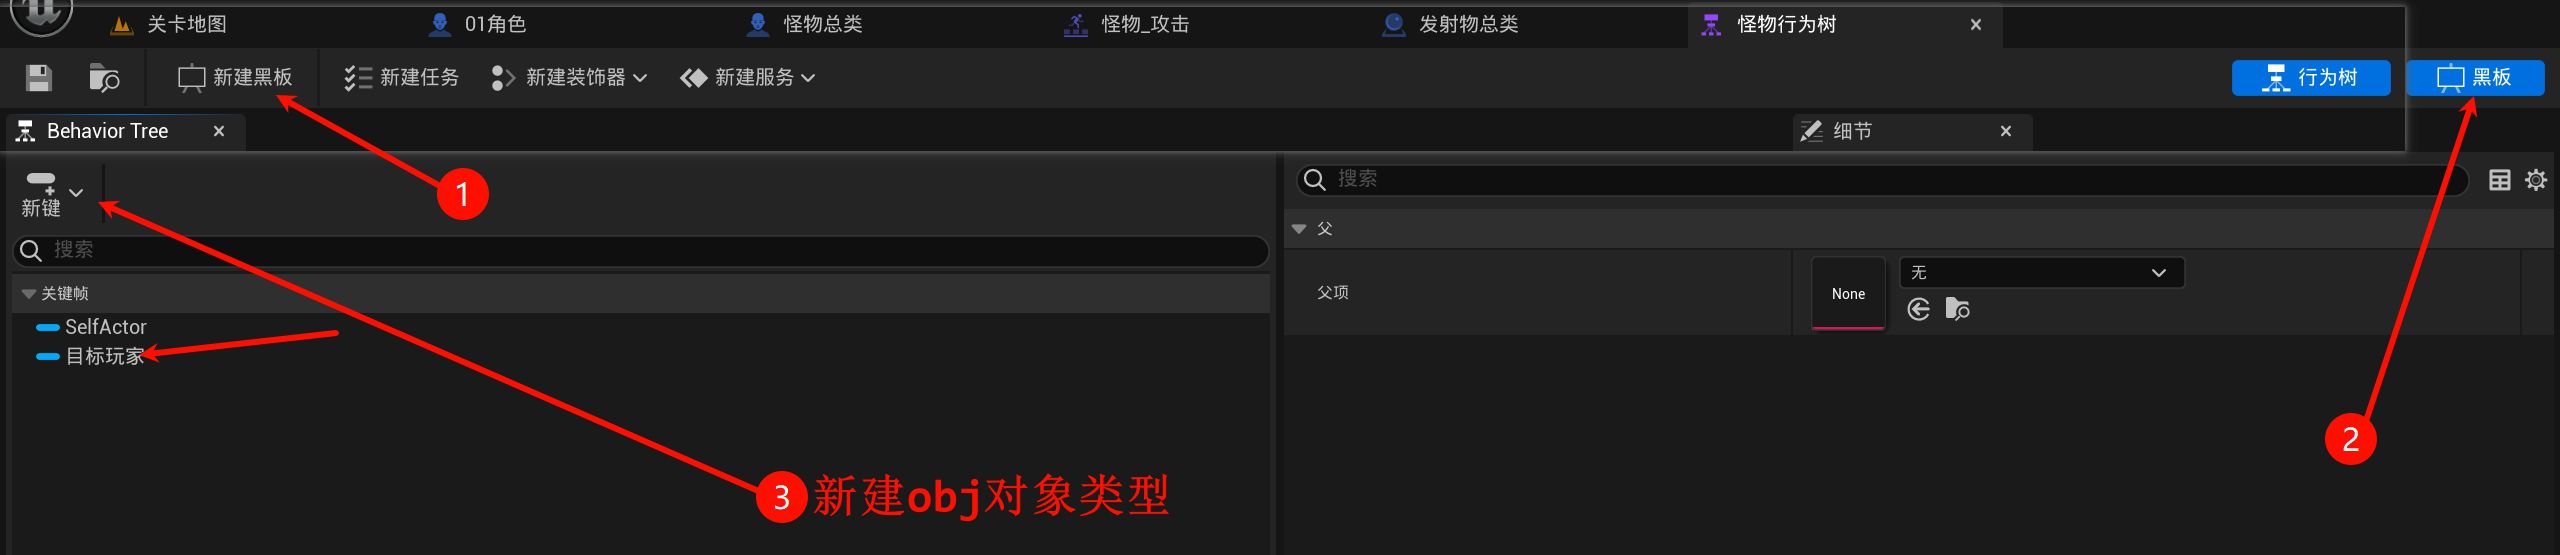 关卡地图 01角色 怪物总类 怪物_攻击 发射物总类 怪物行为树
新建黑板 新建任务 新建装饰器 新建服务 行为树 黑板
Behavior Tree 细节
1
新键
搜索
搜索
父
关键帧
父项 None 无
SelfActor
目标玩家
2
3 新建obj对象类型